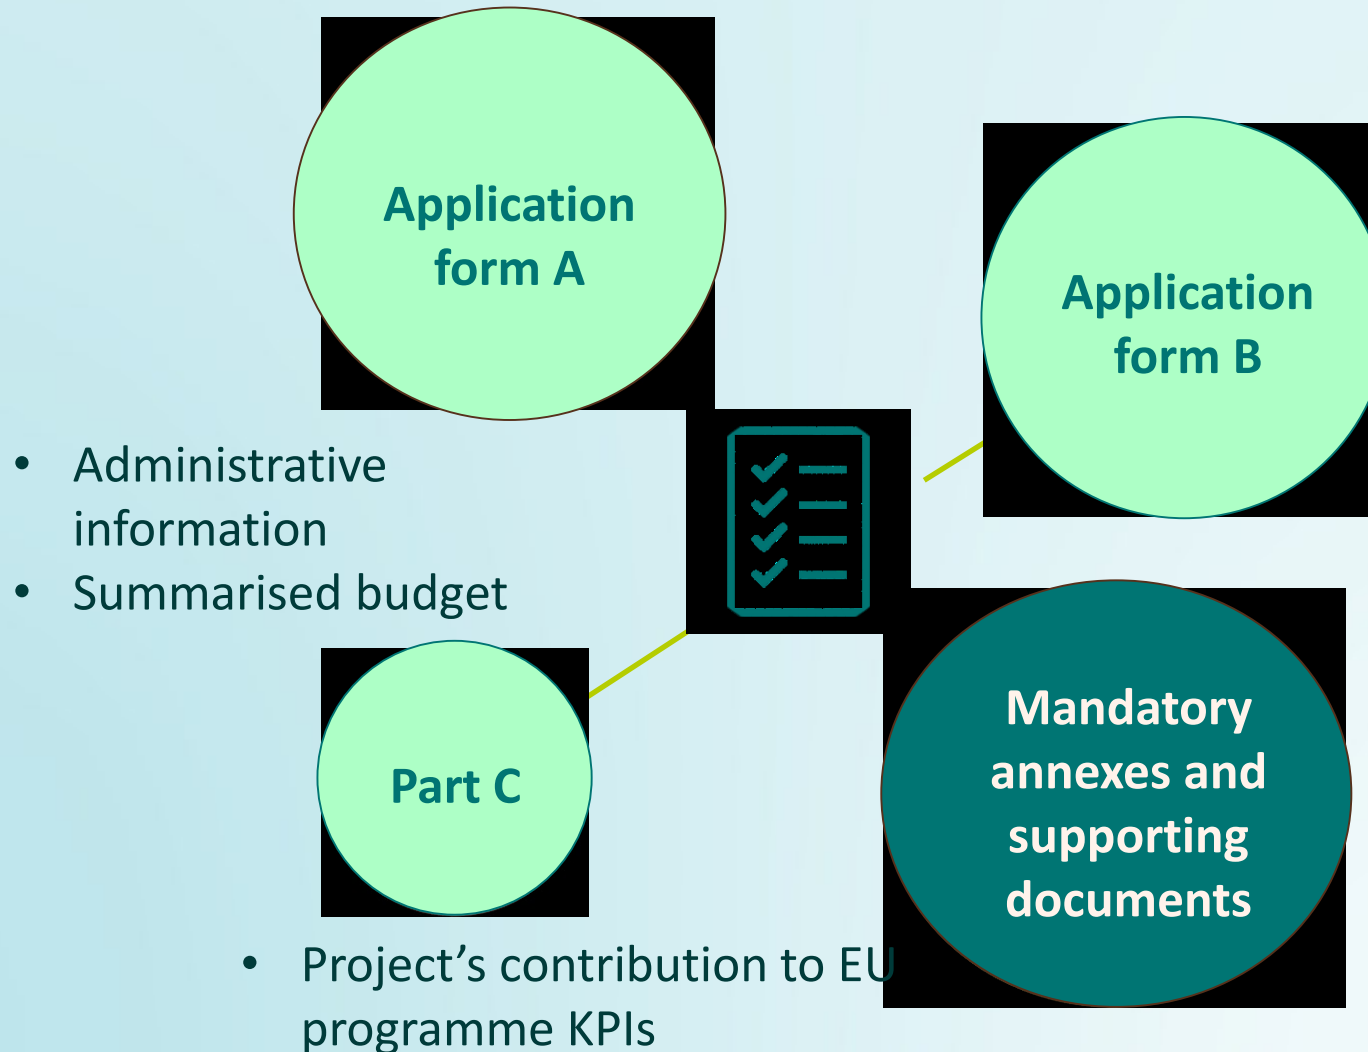 Application
form A
• Administrative
information
• Summarised budget
Application
form B
Part C
• Project’s contribution to EU
programme KPIs
Mandatory
annexes and
supporting
documents